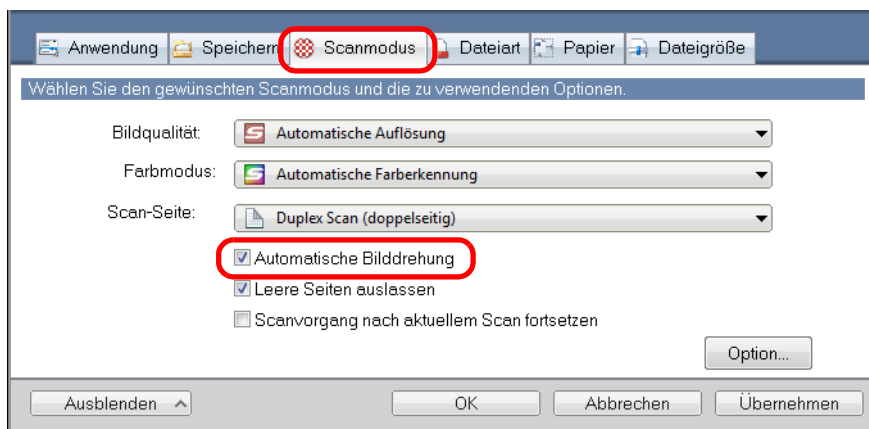 Anwendung Speichern Scanmodus Dateiart Papier Dateigröße
Wählen Sie den gewünschten Scanmodus und die zu verwendenden Optionen.
Bildqualität: Automatische Auflösung
Farbmodus: Automatische Farberkennung
Scan-Seite: Duplex Scan (doppelseitig)
Automatische Bilddrehung
Leere Seiten auslassen
Scanvorgang nach aktuellem Scan fortsetzen
Option...
Ausblenden OK Abbrechen Übernehmen